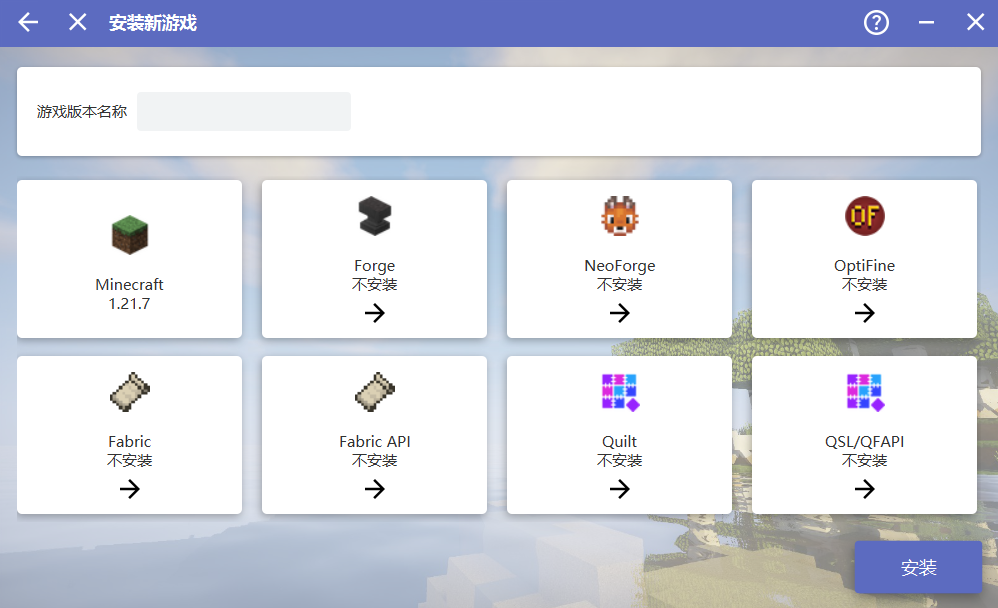 安装新游戏
游戏版本名称
Minecraft
1.21.7
Forge
不安装
NeoForge
不安装
OF
OptiFine
不安装
Fabric
不安装
Fabric API
不安装
Quilt
不安装
QSL/QFAPI
不安装
安装